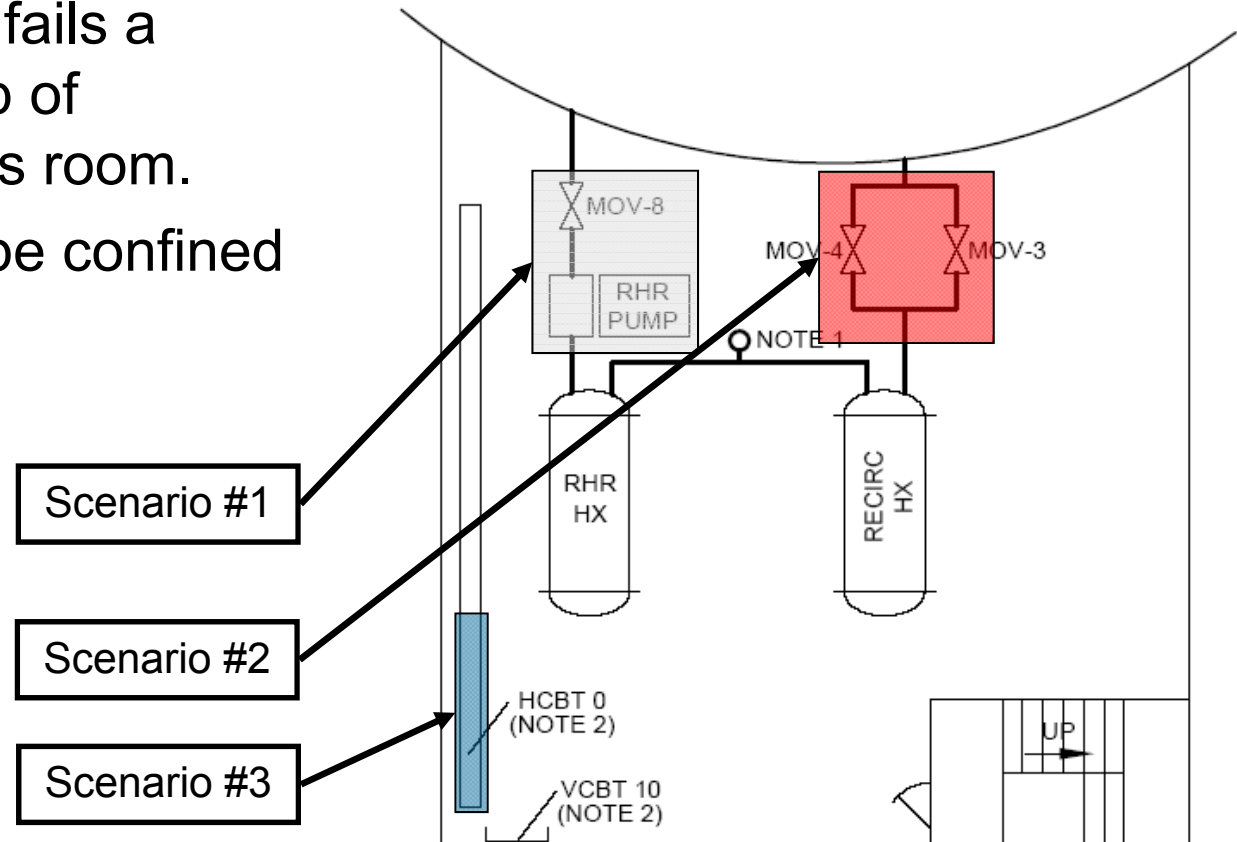 fails a
o of
s room.
be confined
MOV-8
RHR
PUMP
MOV-4
MOV-3
NOTE 1
RHR
HX
RECIRC
HX
Scenario #1
Scenario #2
Scenario #3
HCBT 0
(NOTE 2)
VCBT 10
(NOTE 2)
UP